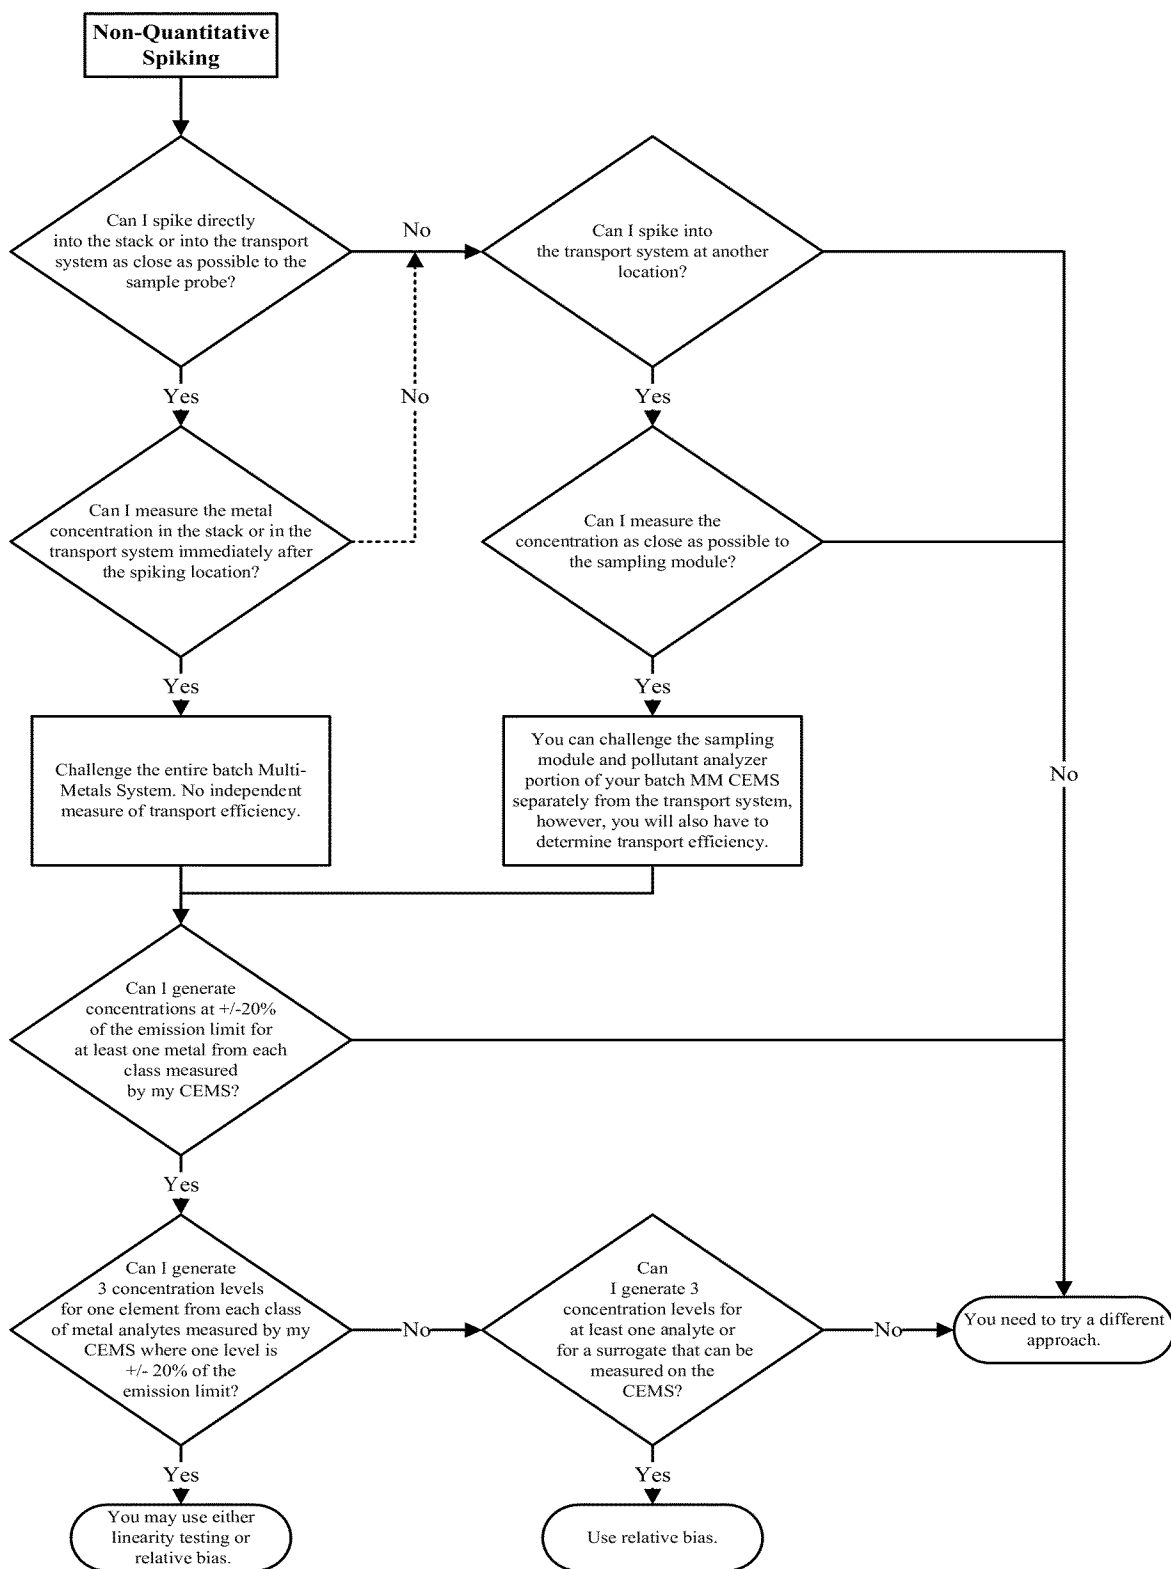 Non-Quantitative
Spiking
Can I spike directly
into the stack or into the transport
system as close as possible to the
sample probe?
No
Can I spike into
the transport system at another
location?
Yes
No
Yes
Can I measure the metal
concentration in the stack or in the
transport system immediately after
the spiking location?
Can I measure the
concentration as close as possible to
the sampling module?
Yes
Yes
Challenge the entire batch Multi-
Metals System. No independent
measure of transport efficiency.
You can challenge the sampling
module and pollutant analyzer
portion of your batch MM CEMS
separately from the transport system,
however, you will also have to
determine transport efficiency.
No
Can I generate
concentrations at +/-20%
of the emission limit for
at least one metal from each
class measured
by my CEMS?
Yes
Can I generate
3 concentration levels
for one element from each class
of metal analytes measured by my
CEMS where one level is
+/- 20% of the
emission limit?
No
Can
I generate 3
concentration levels for
at least one analyte or
for a surrogate that can be
measured on the
CEMS?
No
You need to try a different
approach.
Yes
Yes
You may use either
linearity testing or
relative bias.
Use relative bias.